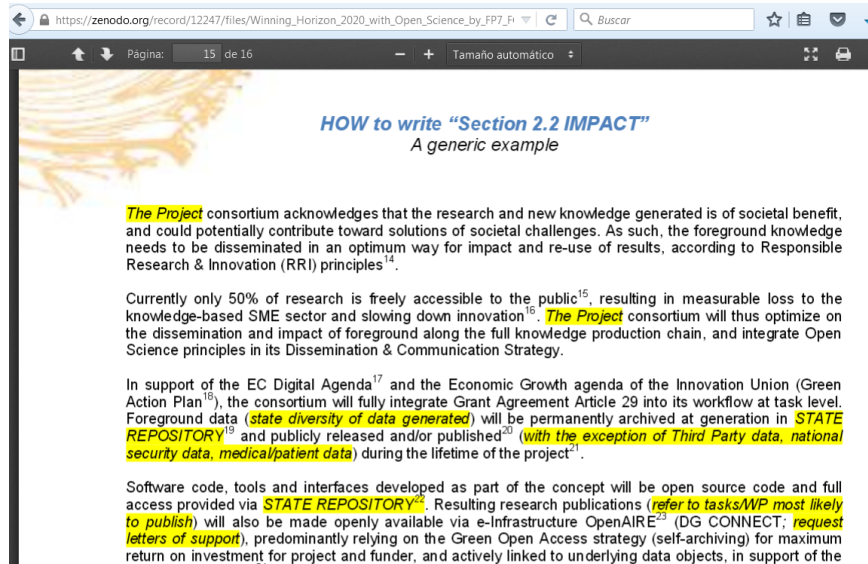 https://zenodo.org/record/12247/files/Winning_Horizon_2020_with_Open_Science_by_FP7_F
Buscar
Página: 15 de 16
Tamaño automático
HOW to write “Section 2.2 IMPACT”
A generic example
The Project consortium acknowledges that the research and new knowledge generated is of societal benefit,
and could potentially contribute toward solutions of societal challenges. As such, the foreground knowledge
needs to be disseminated in an optimum way for impact and re-use of results, according to Responsible
Research & Innovation (RRI) principles14.
Currently only 50% of research is freely accessible to the public15, resulting in measurable loss to the
knowledge-based SME sector and slowing down innovation16. The Project consortium will thus optimize on
the dissemination and impact of foreground along the full knowledge production chain, and integrate Open
Science principles in its Dissemination & Communication Strategy.
In support of the EC Digital Agenda17 and the Economic Growth agenda of the Innovation Union (Green
Action Plan18), the consortium will fully integrate Grant Agreement Article 29 into its workflow at task level.
Foreground data (state diversity of data generated) will be permanently archived at generation in STATE
REPOSITORY19 and publicly released and/or published20 (with the exception of Third Party data, national
security data, medical/patient data) during the lifetime of the project21.
Software code, tools and interfaces developed as part of the concept will be open source code and full
access provided via STATE REPOSITORY22. Resulting research publications (refer to tasks/WP most likely
to publish) will also be made openly available via e-Infrastructure OpenAIRE23 (DG CONNECT; request
letters of support), predominantly relying on the Green Open Access strategy (self-archiving) for maximum
return on investment for project and funder, and actively linked to underlying data objects, in support of the